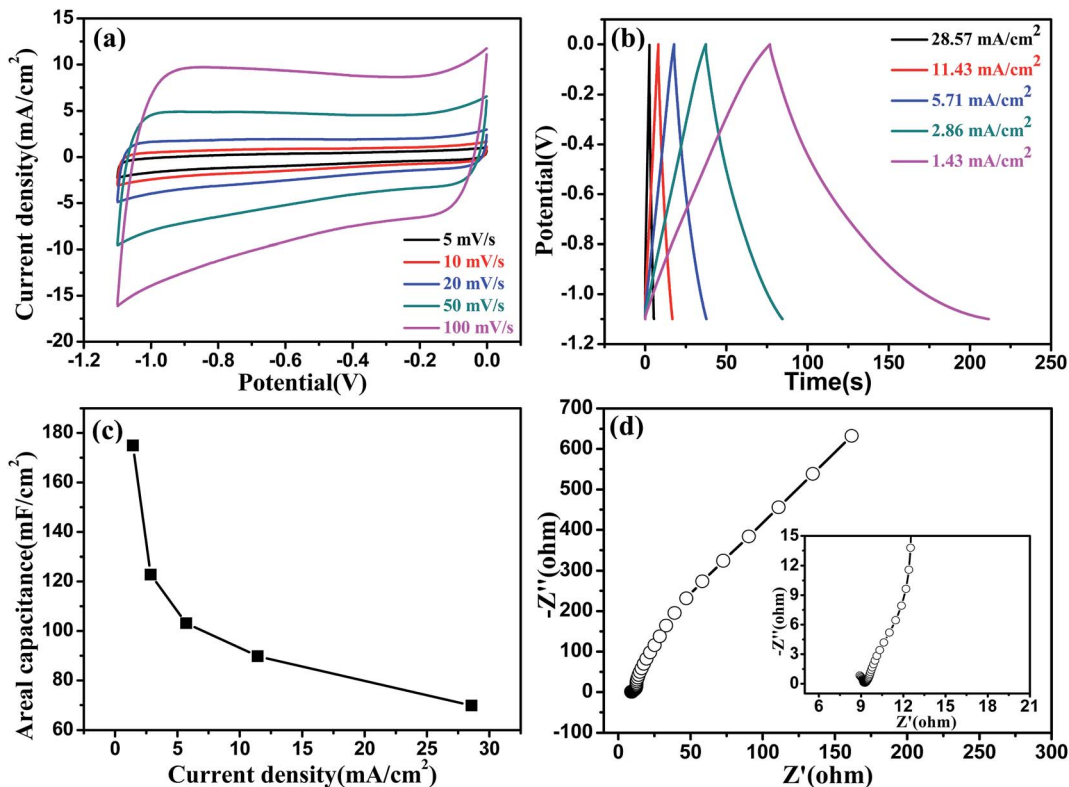 (a)
15
10
5
0
-5
-10
-15
-20
Current density(mA/cm²)
-1.2
-1.0
-0.8
-0.6
-0.4
-0.2
0.0
Potential(V)
5 mV/s
10 mV/s
20 mV/s
50 mV/s
100 mV/s
(b)
0.0
-0.2
-0.4
-0.6
-0.8
-1.0
-1.2
Potential(V)
0
50
100
150
200
250
Time(s)
28.57 mA/cm²
11.43 mA/cm²
5.71 mA/cm²
2.86 mA/cm²
1.43 mA/cm²
(c)
180
160
140
120
100
80
60
Areal capacitance(mF/cm²)
0
5
10
15
20
25
30
Current density(mA/cm²)
(d)
700
600
500
400
300
200
100
0
-100
-Z''(ohm)
0
50
100
150
200
250
300
Z'(ohm)
15
12
9
6
3
0
-Z''(ohm)
6
9
12
15
18
21
Z'(ohm)